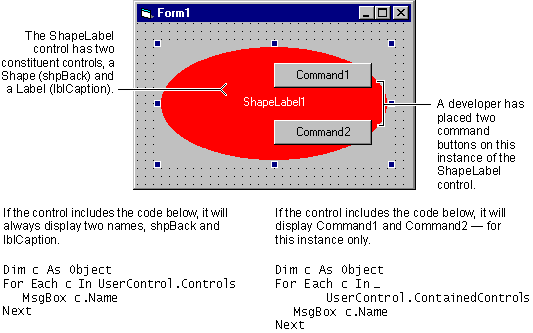 Form1
The ShapeLabel
control has two
constituent controls, a
Shape (shpBack) and
a Label (lblCaption).
Command1
ShapeLabel1
Command2
A developer has
placed two
command
buttons on this
instance of the
ShapeLabel
control.
If the control includes the code below, it will
always display two names, shpBack and
lblCaption.
Dim c As Object
For Each c In UserControl.Controls
MsgBox c.Name
Next
If the control includes the code below, it will
display Command1 and Command2 — for
this instance only.
Dim c As Object
For Each c In _
UserControl.ContainedControls
MsgBox c.Name
Next